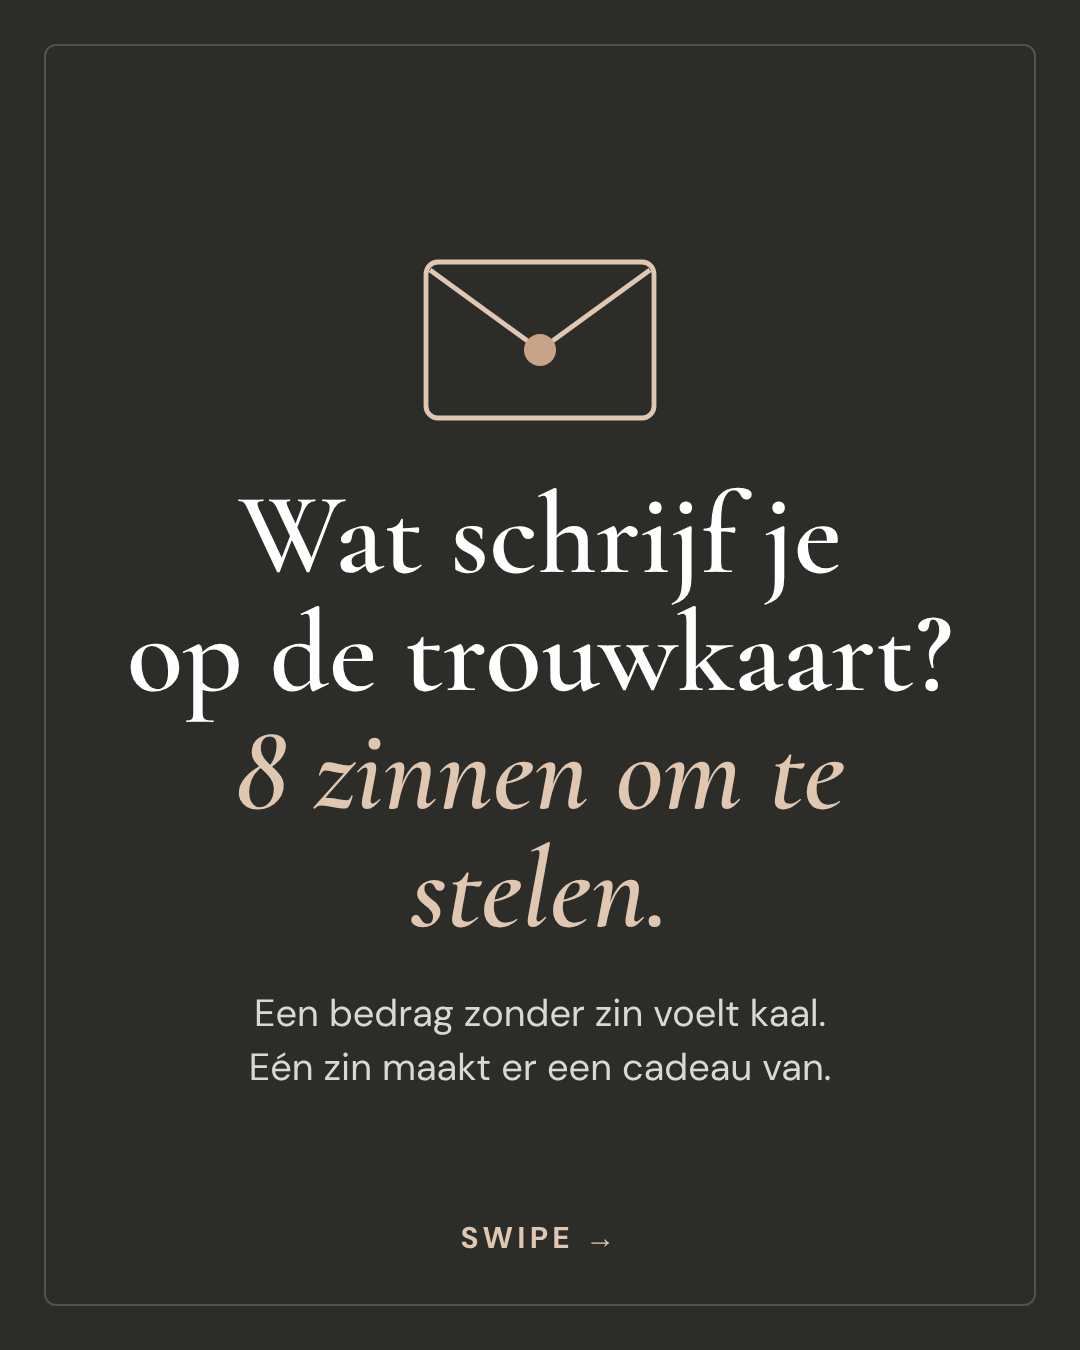 Wat schrijf je
op de trouwkaart?
8 zinnen om te
stelen.
Een bedrag zonder zin voelt kaal.
Eén zin maakt er een cadeau van.
SWIPE →